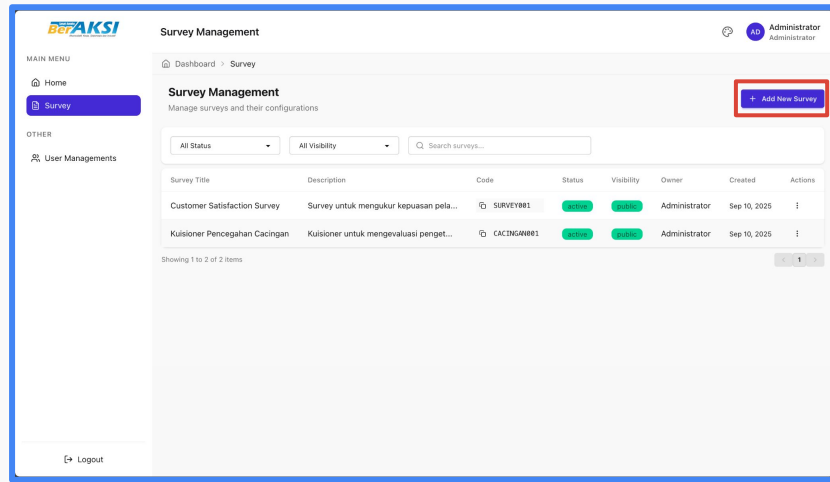 BerAKSI
Survey Management
AD
Administrator
Administrator
MAIN MENU
Home
Survey
OTHER
User Managements
Logout
Dashboard > Survey
Survey Management
Manage surveys and their configurations
+ Add New Survey
All Status
All Visibility
Search surveys...
Survey Title Description Code Status Visibility Owner Created Actions
Customer Satisfaction Survey Survey untuk mengukur kepuasan pela... SURVEY001 active public Administrator Sep 10, 2025
Kuisioner Pencegahan Cacingan Kuisioner untuk mengevaluasi penget... CACINGAN001 active public Administrator Sep 10, 2025
Showing 1 to 2 of 2 items
< 1 >